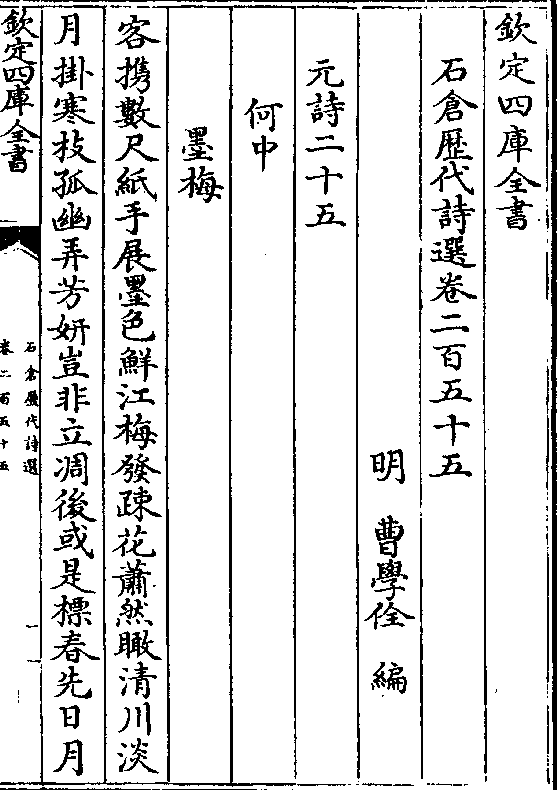 欽定四庫全書
石倉歷代詩選卷二百五十五
明　曹學佺　編
元詩二十五
何中
墨梅
客携數尺紙手展墨色鮮江梅發疎花蕭然瞰清川淡
月掛寒枝孤幽弄芳妍豈非立凋後或是標春先日月
欽定四庫全書
石倉歷代詩選
卷二百五十五
一